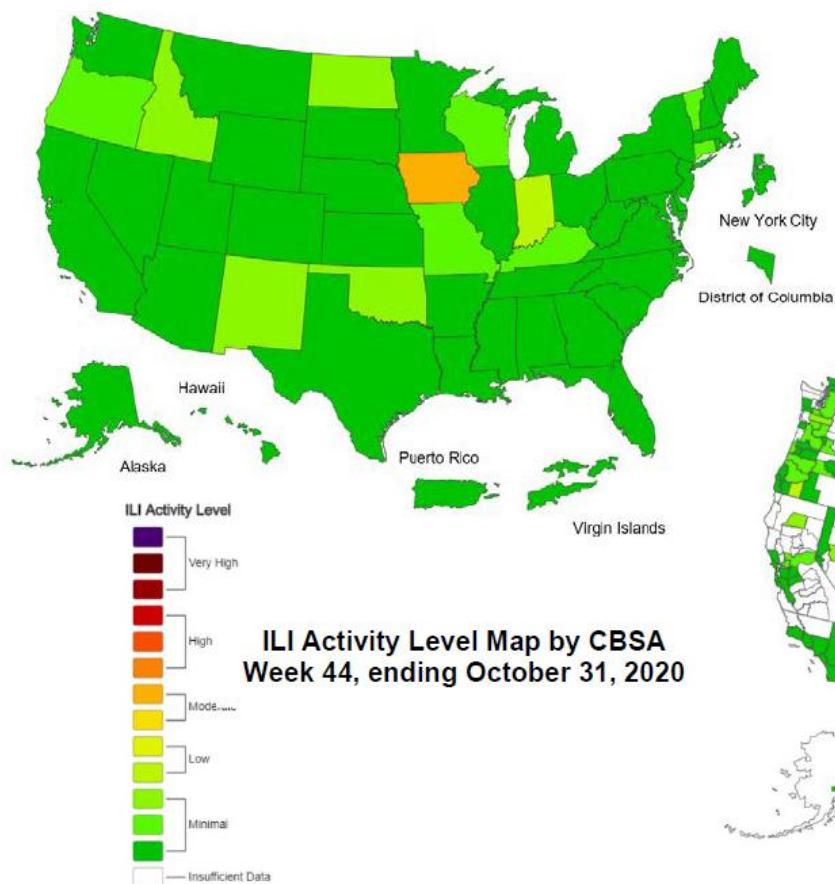 New York City
District of Columbia
Hawaii
Alaska
Puerto Rico
Virgin Islands
ILI Activity Level
Very High
High
ILI Activity Level Map by CBSA
Week 44, ending October 31, 2020
Low
Minimal
Insufficient Data